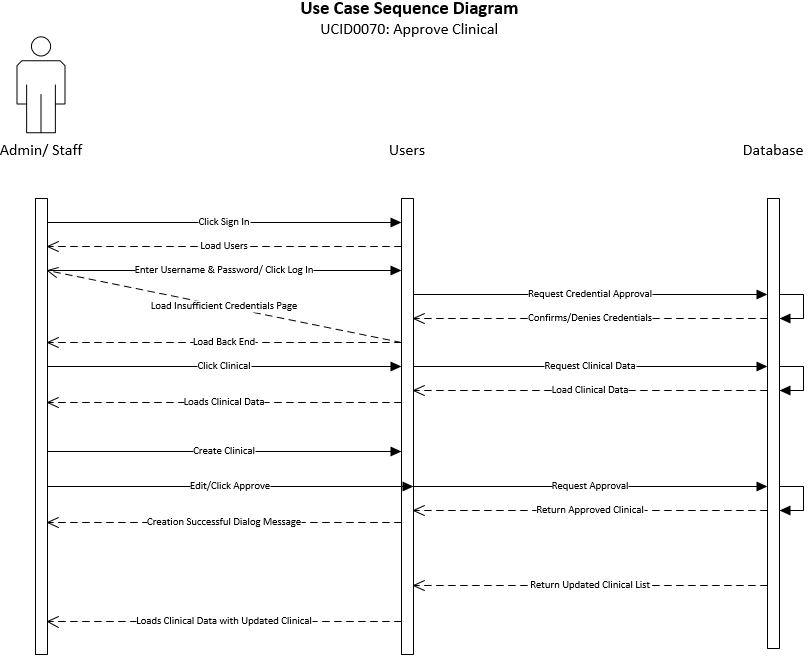 Use Case Sequence Diagram
UCID0070: Approve Clinical
Admin/ Staff
Users
Database
Click Sign In
Load Users
Enter Username & Password/ Click Log In
Request Credential Approval
Load Insufficient Credentials Page
Confirms/Denies Credentials
Load Back End
Click Clinical
Request Clinical Data
Load Clinical Data
Loads Clinical Data
Create Clinical
Edit/Click Approve
Request Approval
Return Approved Clinical
Creation Successful Dialog Message
Return Updated Clinical List
Loads Clinical Data with Updated Clinical